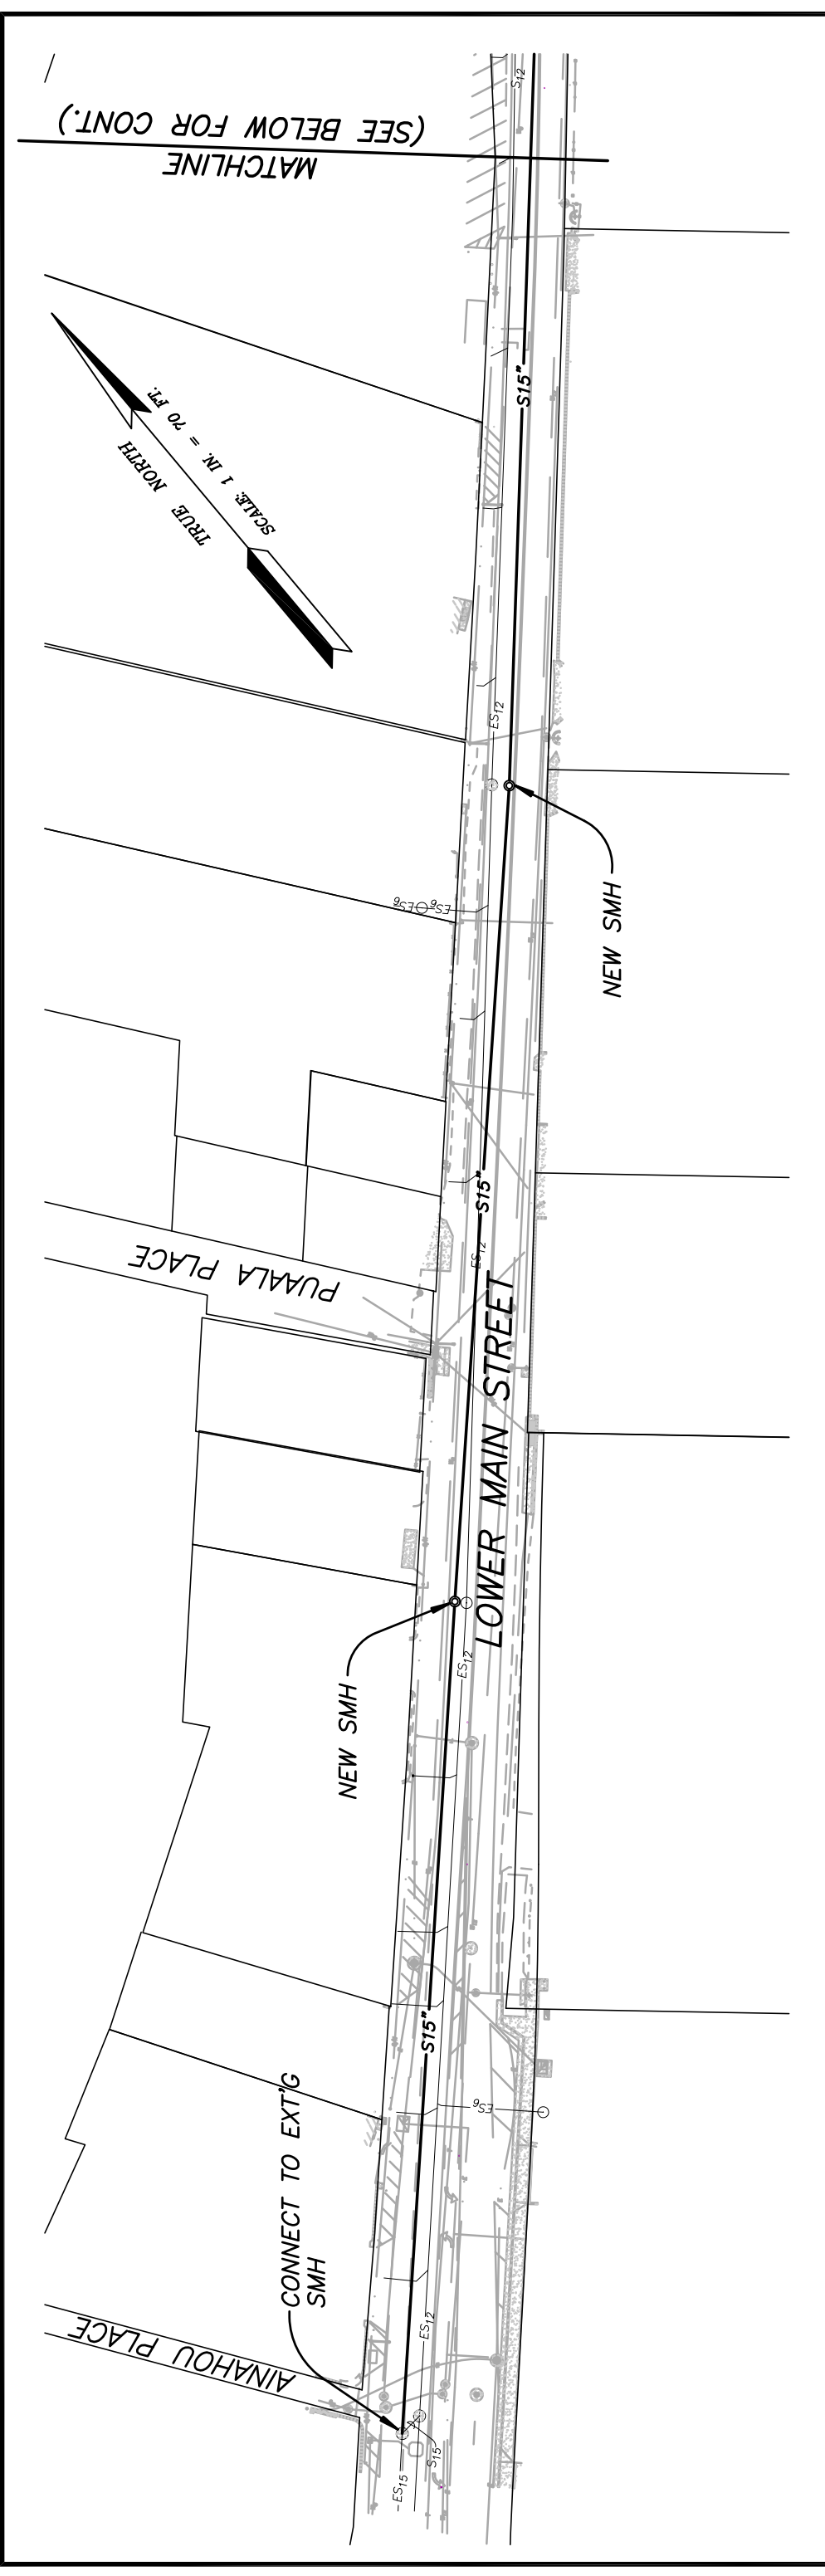 (SEE BELOW FOR CONT.)
MATCHLINE
S12
S15"
SCALE: 1 IN. = 70 FT.
TRUE NORTH
ES12
NEW SMH
ES6
ES6
S15"
ES12
PUAALA PLACE
LOWER MAIN STREET
NEW SMH
ES12
S15"
ES6
CONNECT TO EXT'G
SMH
ES12
AINAHOU PLACE
S15
ES15